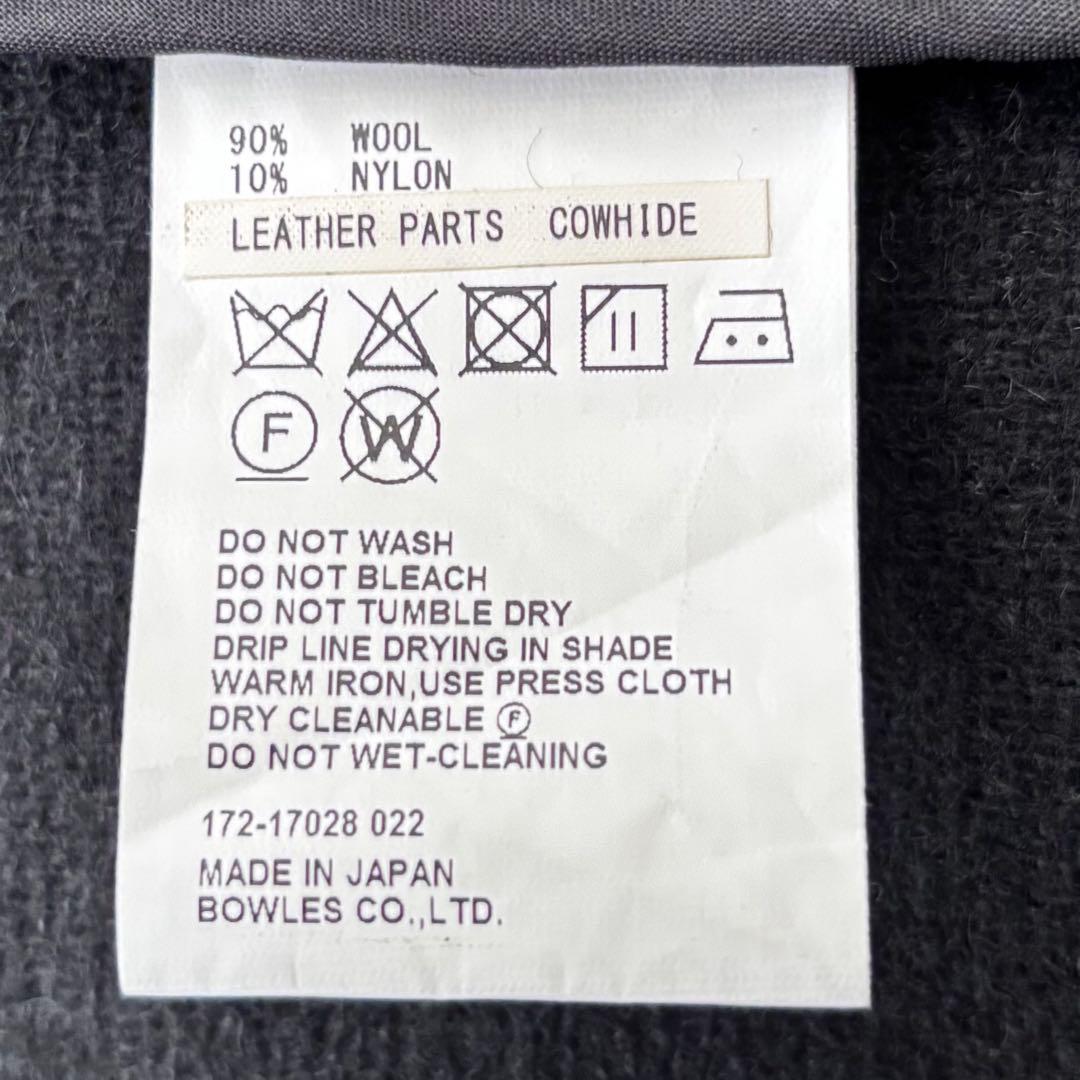 90% WOOL
10% NYLON
LEATHER PARTS COWHIDE
F W
DO NOT WASH
DO NOT BLEACH
DO NOT TUMBLE DRY
DRIP LINE DRYING IN SHADE
WARM IRON,USE PRESS CLOTH
DRY CLEANABLE Ⓕ
DO NOT WET-CLEANING
172-17028 022
MADE IN JAPAN
BOWLES CO.,LTD.